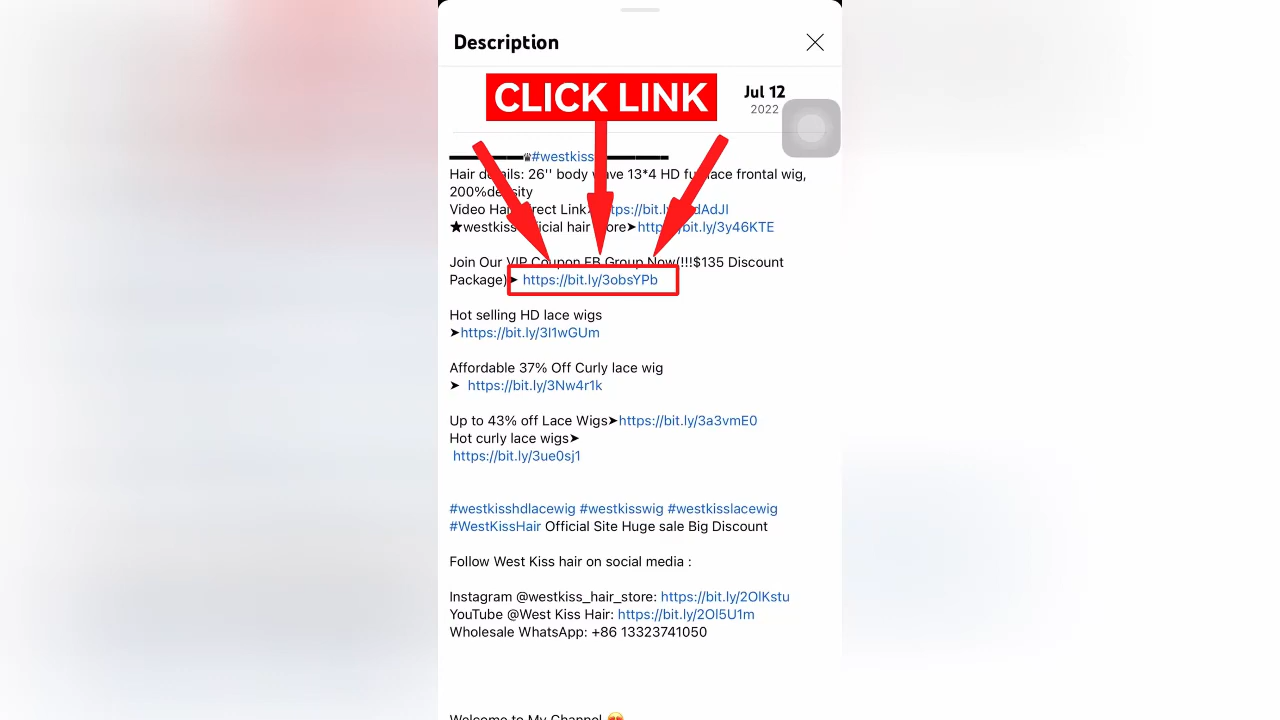 Description
CLICK LINK
Jul 12
2022
#westkiss
Hair details: 26'' body wave 13*4 HD full lace frontal wig,
200%density
Video Hair Direct Link➤
★westkiss official hair store➤https://bit.ly/3y46KTE
Join Our VIP Coupon FB Group Now(!!!$135 Discount
Package)➤ https://bit.ly/3obsYPb
Hot selling HD lace wigs
➤https://bit.ly/3I1wGUm
Affordable 37% Off Curly lace wig
➤ https://bit.ly/3Nw4r1k
Up to 43% off Lace Wigs➤https://bit.ly/3a3vmE0
Hot curly lace wigs➤
https://bit.ly/3ue0sj1
#westkisshdlacewig #westkisswig #westkisslacewig
#WestKissHair Official Site Huge sale Big Discount
Follow West Kiss hair on social media :
Instagram @westkiss_hair_store: https://bit.ly/2OlKstu
YouTube @West Kiss Hair: https://bit.ly/2Ol5U1m
Wholesale WhatsApp: +86 13323741050
Welcome to My Channel 😍